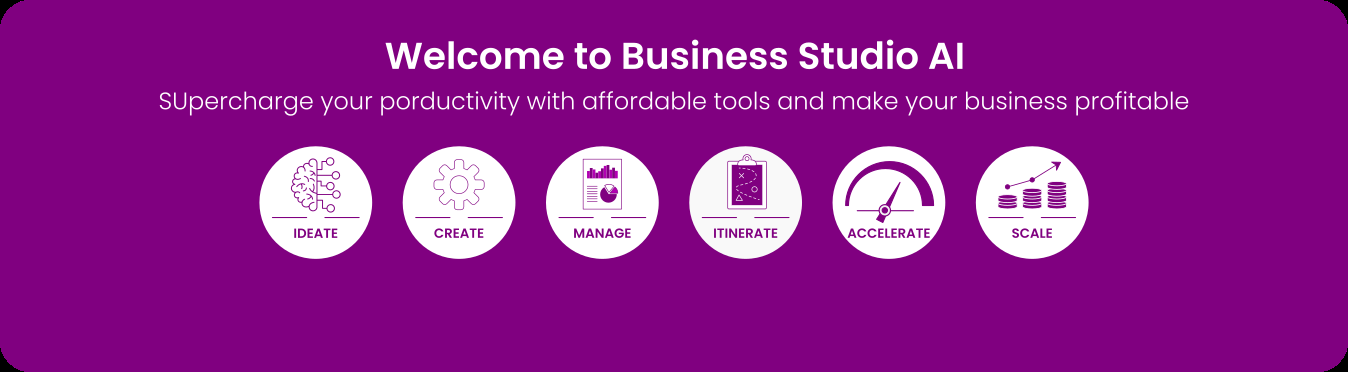 Welcome to Business Studio AI
SUpercharge your porductivity with affordable tools and make your business profitable
IDEATE CREATE MANAGE ITINERATE ACCELERATE SCALE